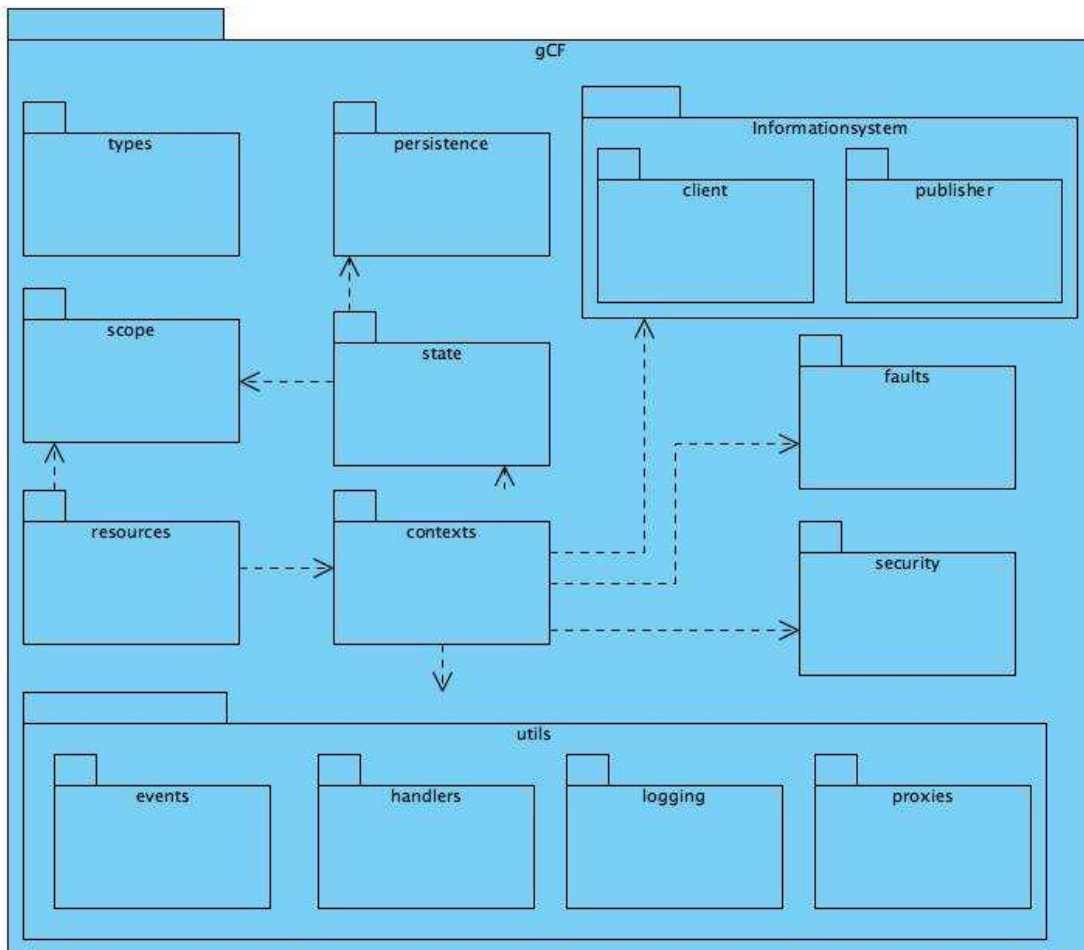 gCF
types
persistence
Informationsystem
client
publisher
scope
state
faults
resources
contexts
security
utils
events
handlers
logging
proxies